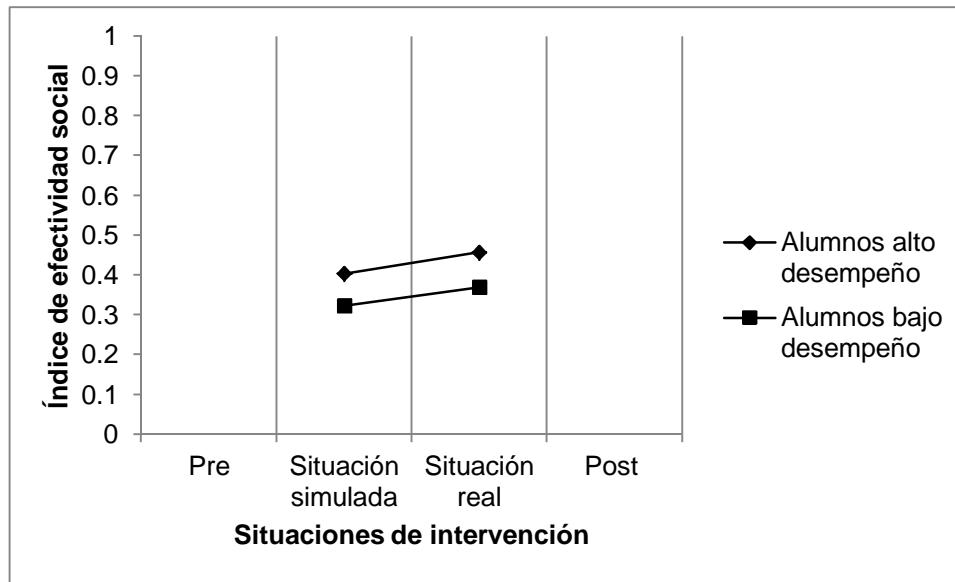 Índice de efectividad social
1
0.9
0.8
0.7
0.6
0.5
0.4
0.3
0.2
0.1
0
Pre
Situación
simulada
Situación
real
Post
Situaciones de intervención
Alumnos alto
desempeño
Alumnos bajo
desempeño